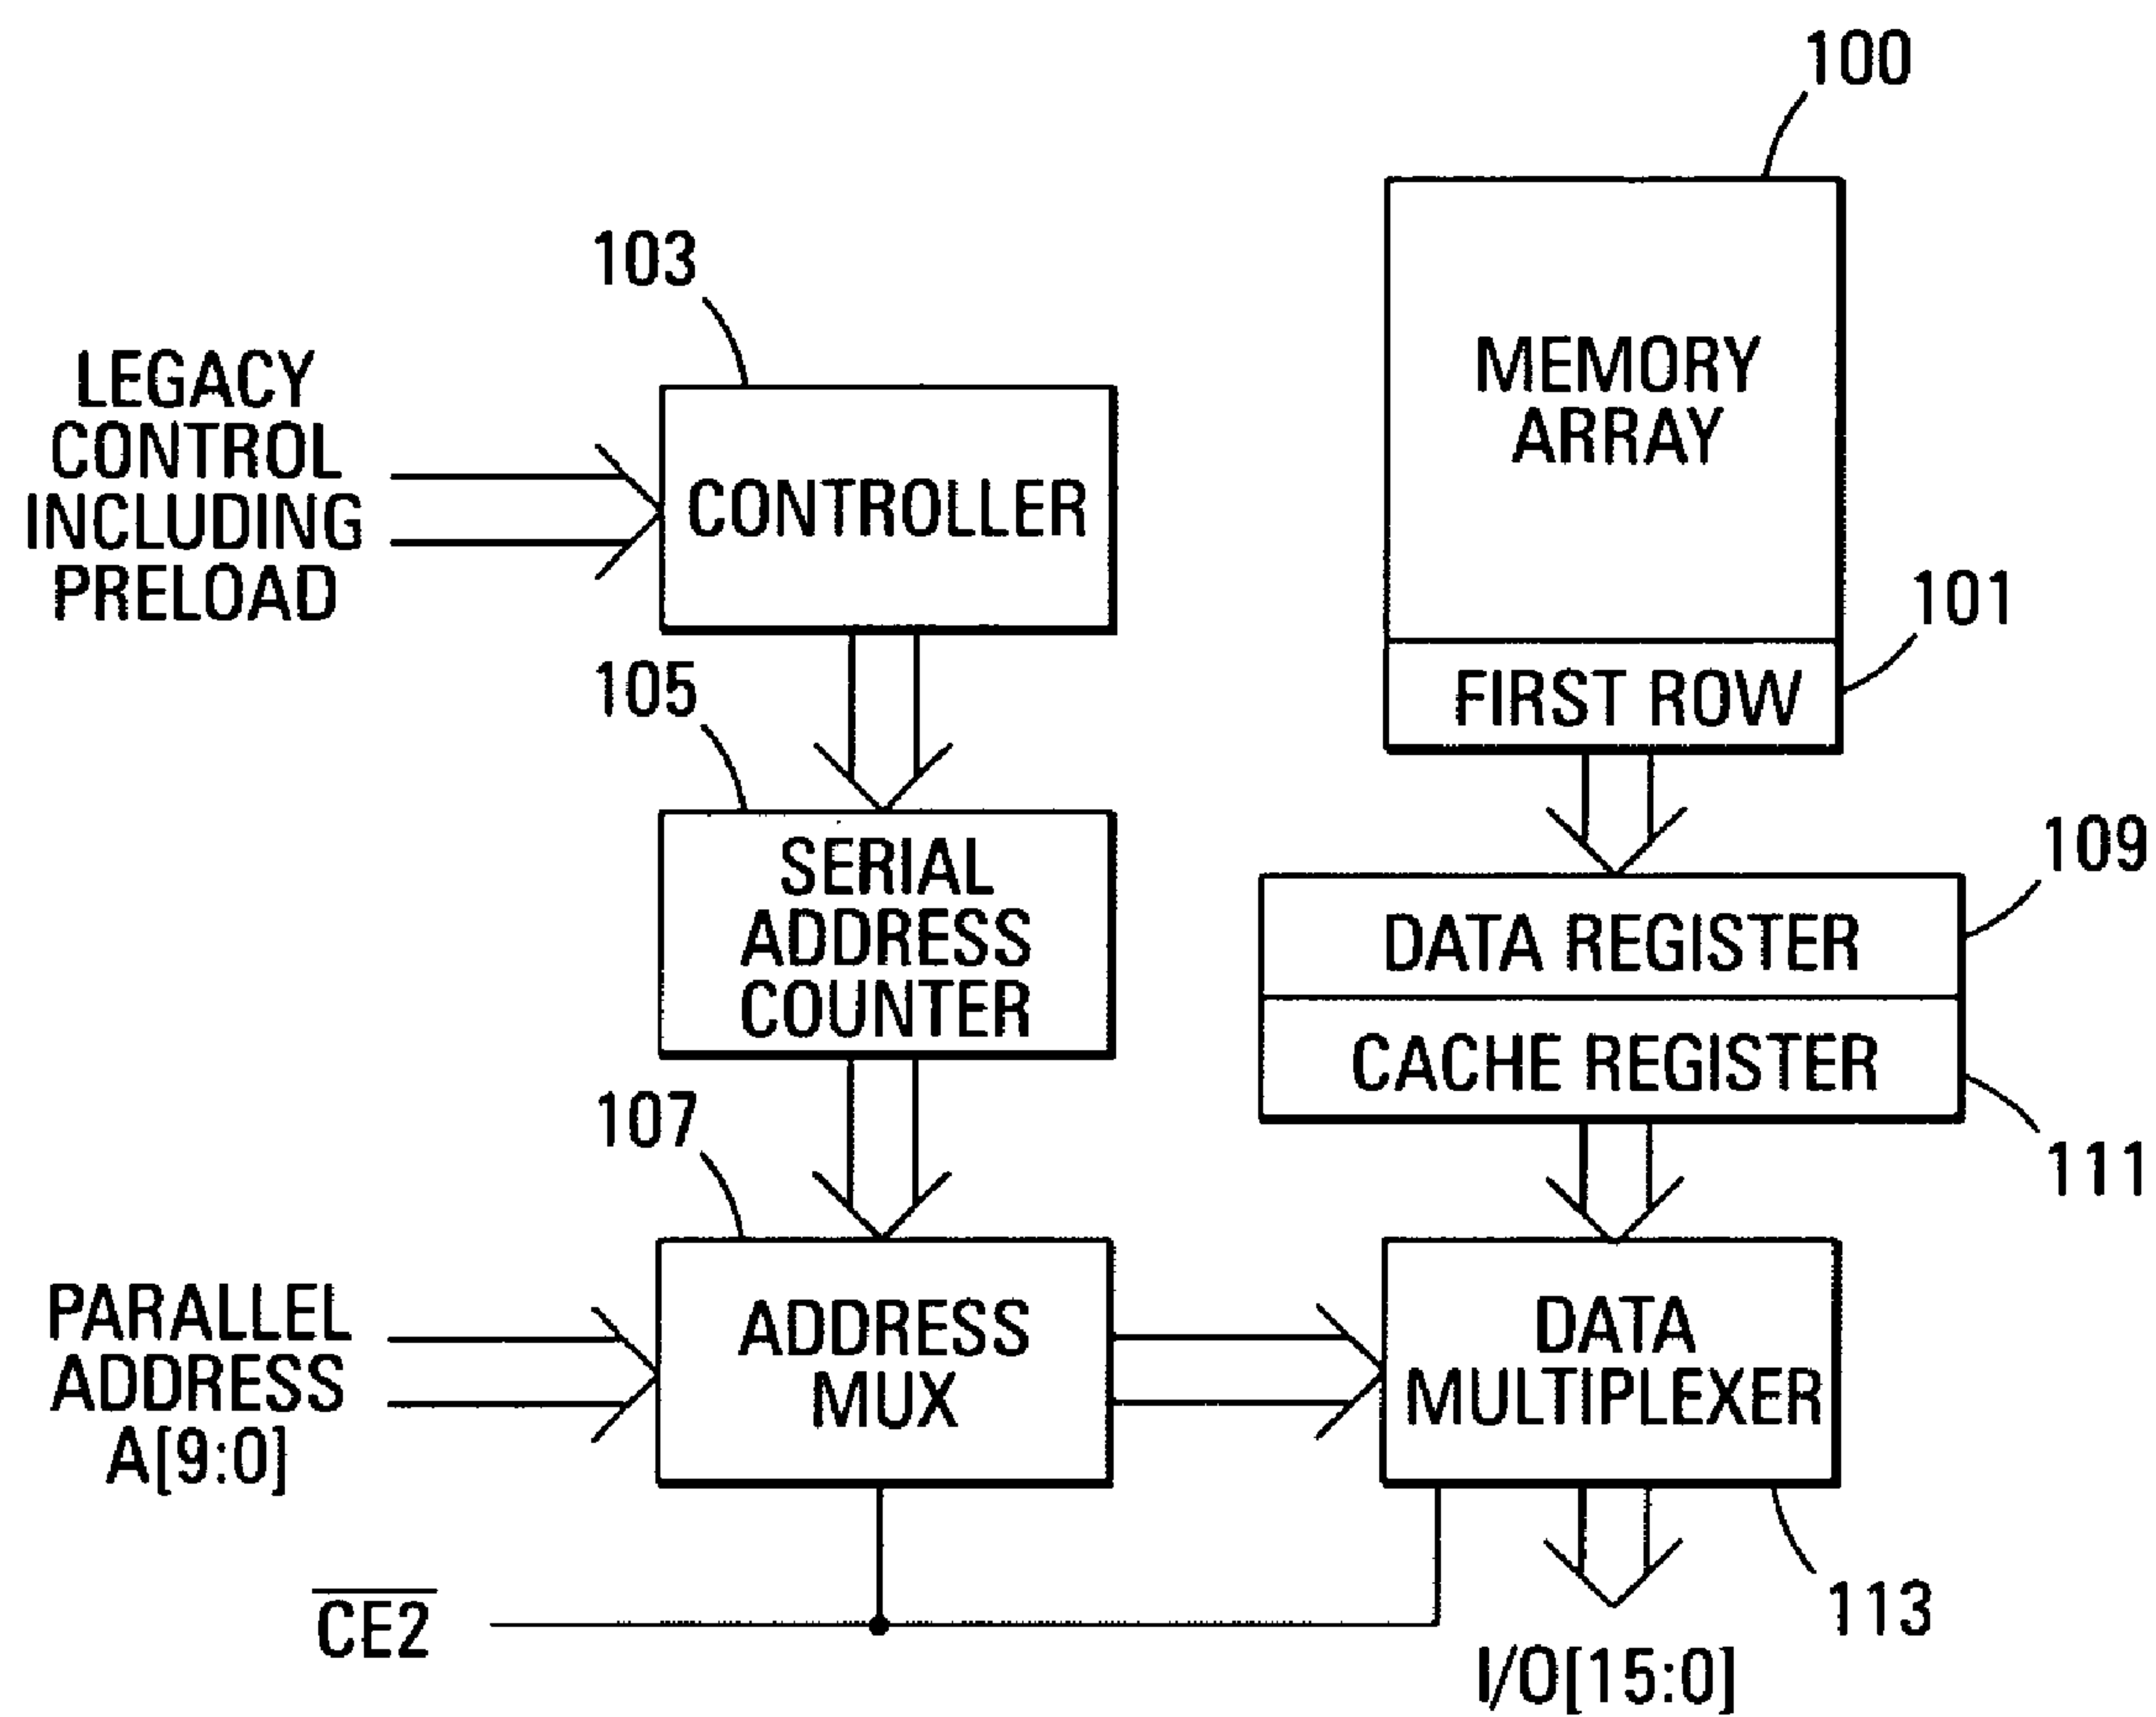 100
103
LEGACY
CONTROL
INCLUDING
PRELOAD
CONTROLLER
MEMORY
ARRAY
101
FIRST ROW
105
SERIAL
ADDRESS
COUNTER
109
DATA REGISTER
CACHE REGISTER
111
107
PARALLEL
ADDRESS
A[9:0]
ADDRESS
MUX
DATA
MULTIPLEXER
CE2
113
I/O[15:0]